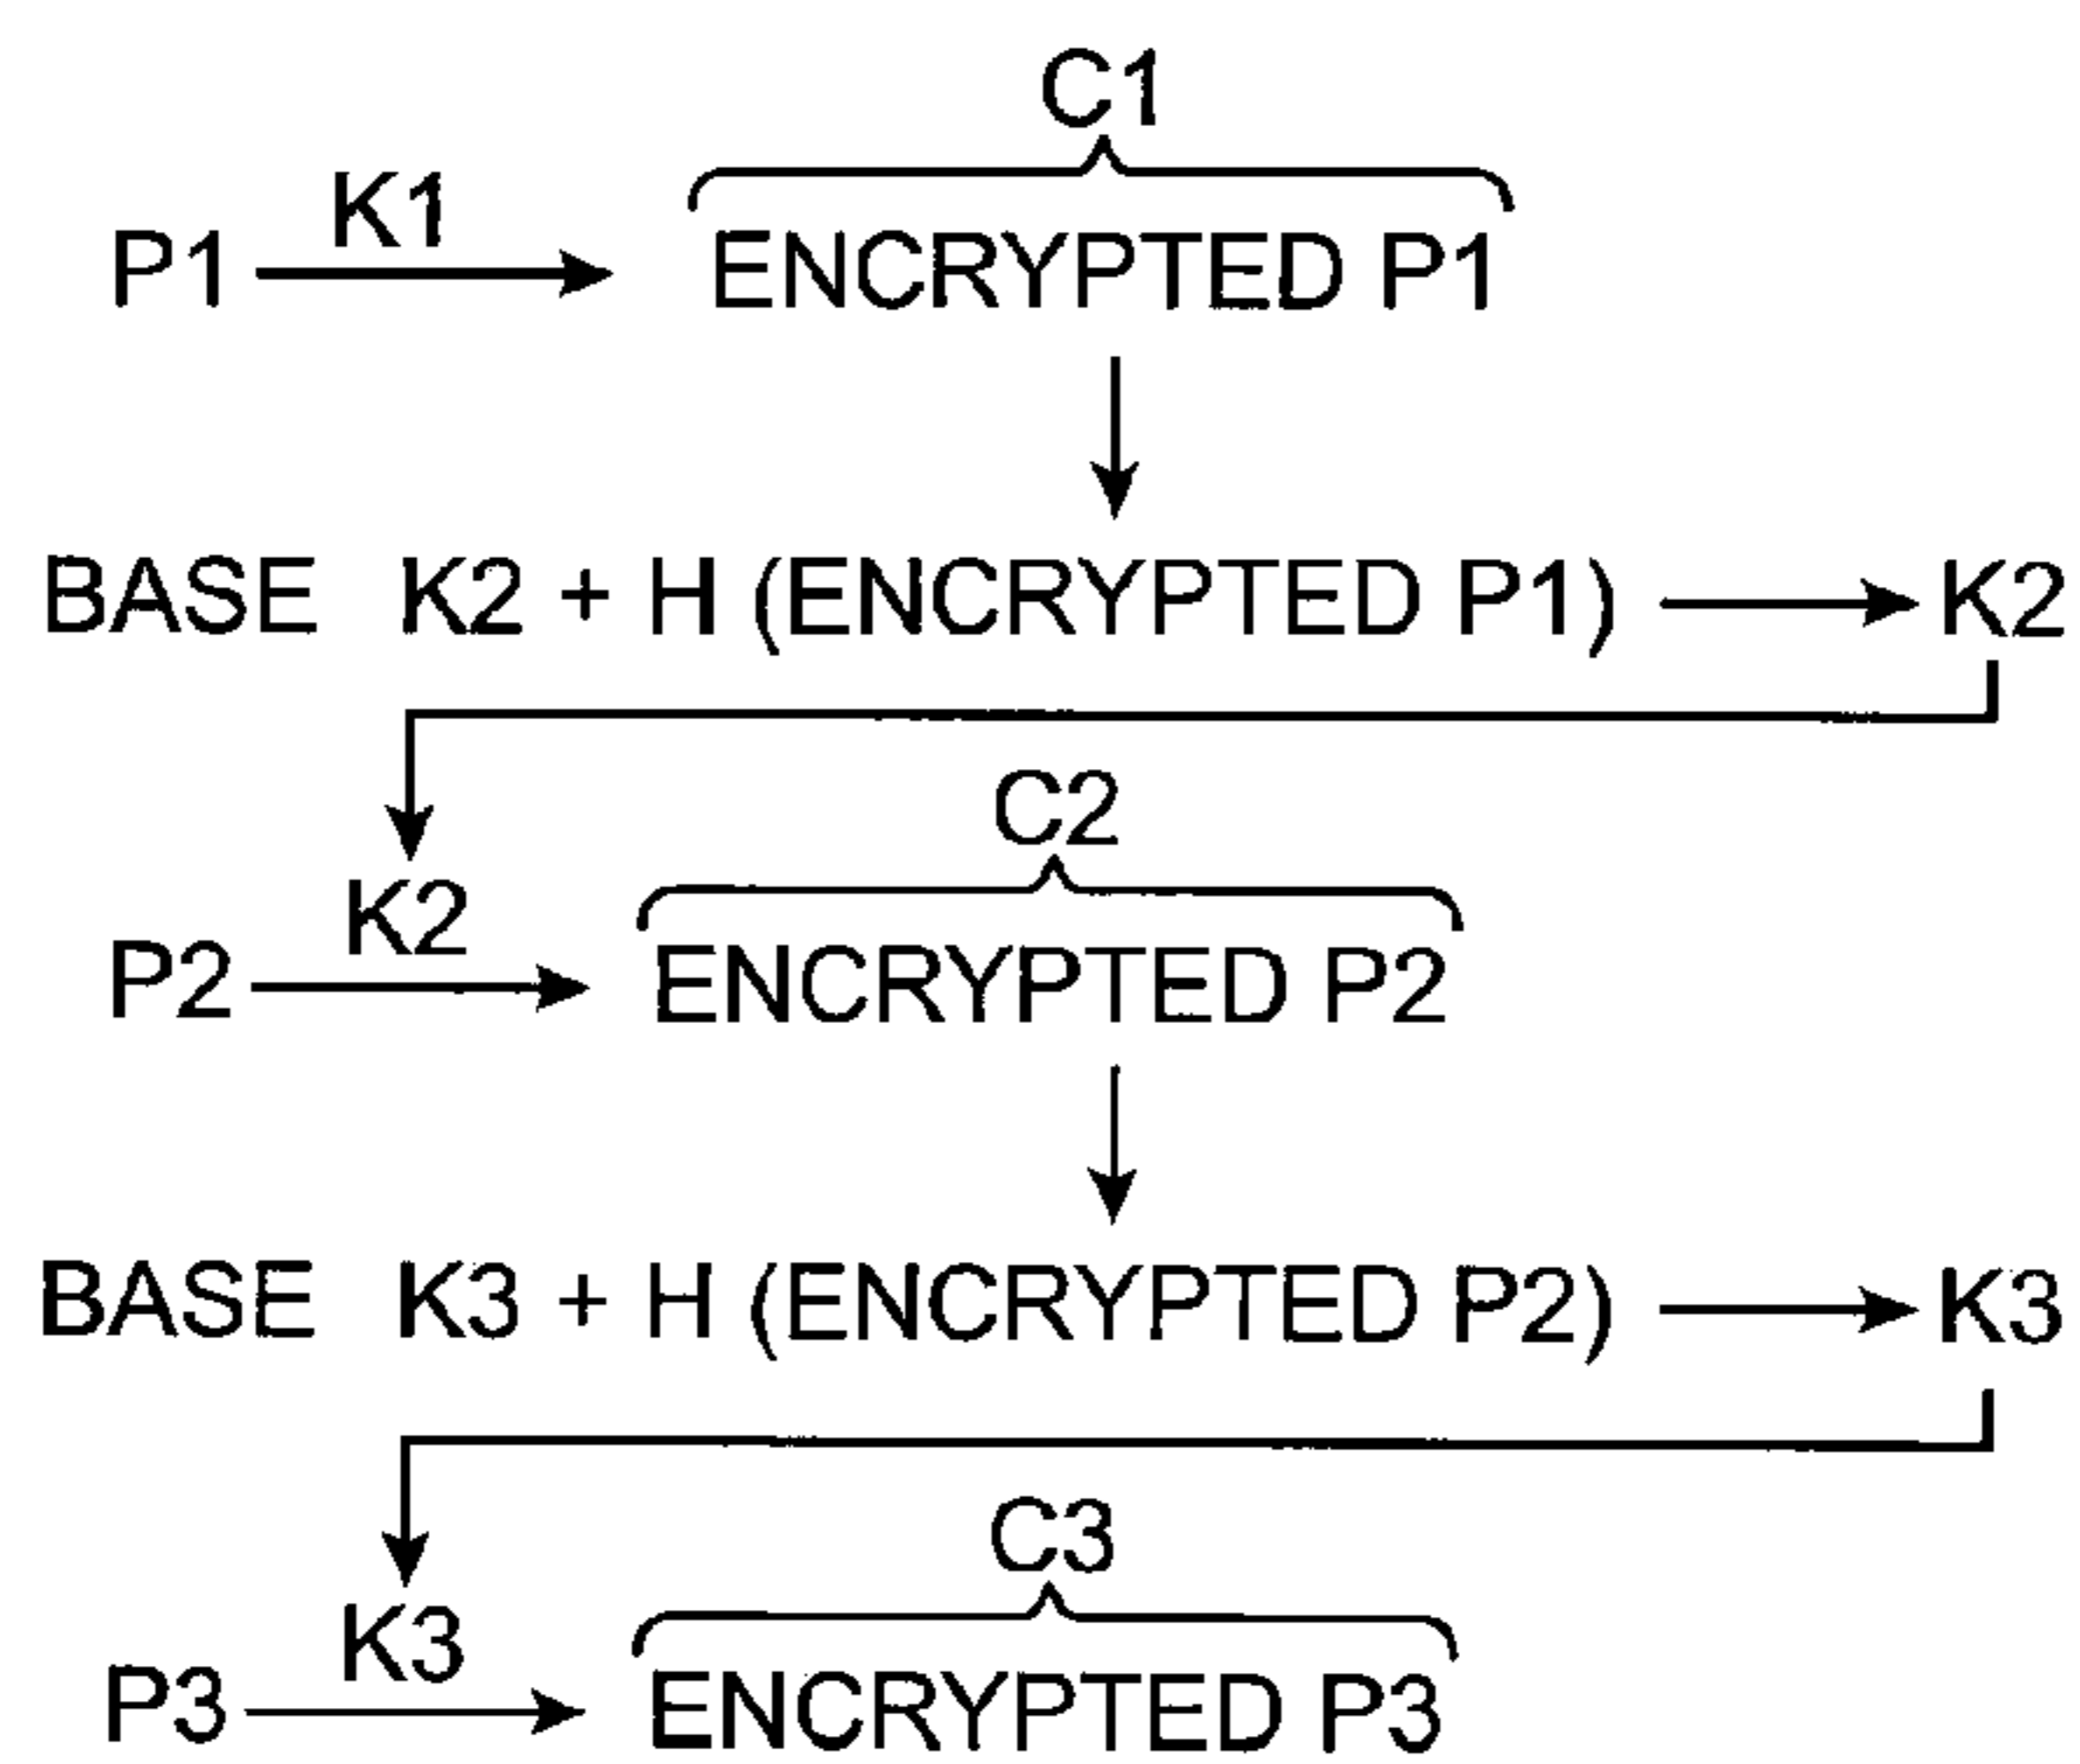 C1
K1
P1 ENCRYPTED P1
BASE K2 + H (ENCRYPTED P1) K2
C2
K2
P2 ENCRYPTED P2
BASE K3 + H (ENCRYPTED P2) K3
C3
K3
P3 ENCRYPTED P3